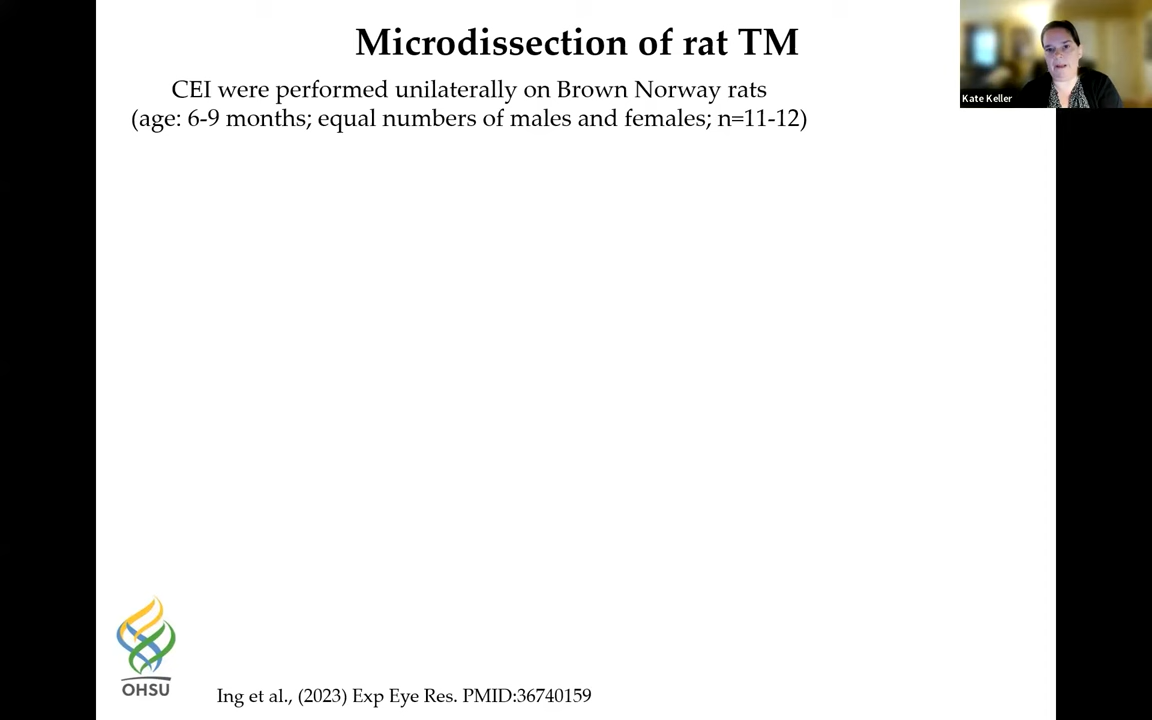 Microdissection of rat TM
CEI were performed unilaterally on Brown Norway rats
(age: 6-9 months; equal numbers of males and females; n=11-12)
Kate Keller
OHSU
Ing et al., (2023) Exp Eye Res. PMID:36740159